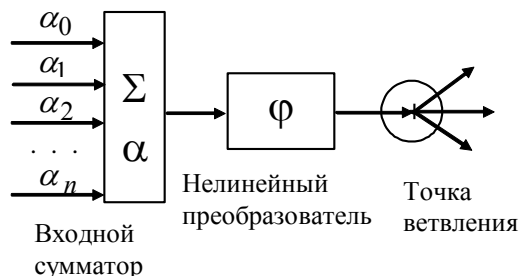 α0
α1
α2
. . .
αn
Σ
α
φ
Нелинейный
преобразователь
Точка
ветвления
Входной
сумматор